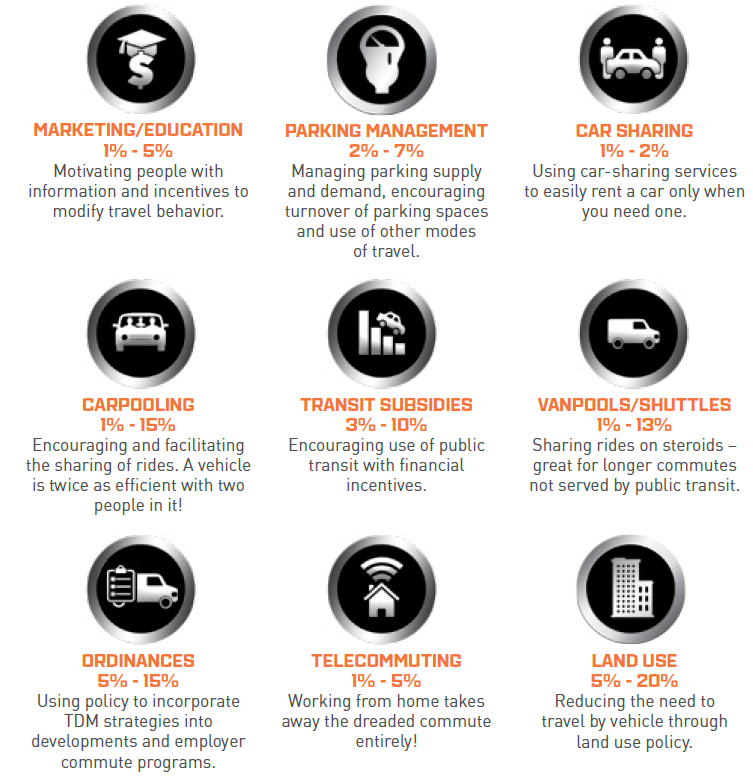 $
MARKETING/EDUCATION
1% - 5%
Motivating people with
information and incentives to
modify travel behavior.
PARKING MANAGEMENT
2% - 7%
Managing parking supply
and demand, encouraging
turnover of parking spaces
and use of other modes
of travel.
CAR SHARING
1% - 2%
Using car-sharing services
to easily rent a car only when
you need one.
CARPOOLING
1% - 15%
Encouraging and facilitating
the sharing of rides. A vehicle
is twice as efficient with two
people in it!
TRANSIT SUBSIDIES
3% - 10%
Encouraging use of public
transit with financial
incentives.
VANPOOLS/SHUTTLES
1% - 13%
Sharing rides on steroids –
great for longer commutes
not served by public transit.
ORDINANCES
5% - 15%
Using policy to incorporate
TDM strategies into
developments and employer
commute programs.
TELECOMMUTING
1% - 5%
Working from home takes
away the dreaded commute
entirely!
LAND USE
5% - 20%
Reducing the need to
travel by vehicle through
land use policy.